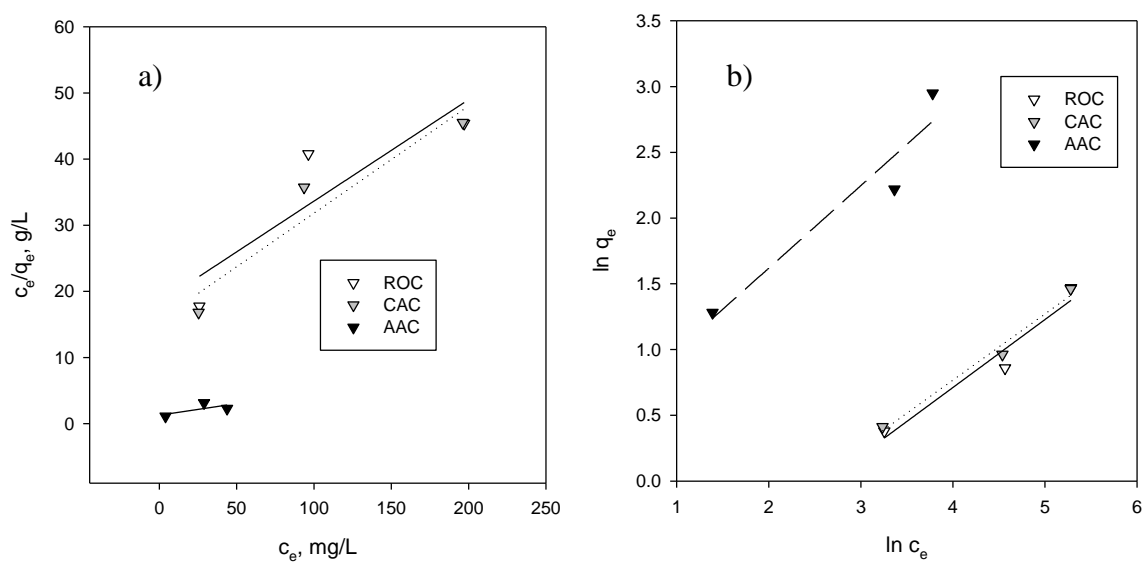 a)
60
50
40
30
20
10
0
c_e/q_e, g/L
0 50 100 150 200 250
c_e, mg/L
ROC
CAC
AAC
b)
3.5
3.0
2.5
2.0
1.5
1.0
0.5
0.0
ln q_e
1 2 3 4 5 6
ln c_e
ROC
CAC
AAC